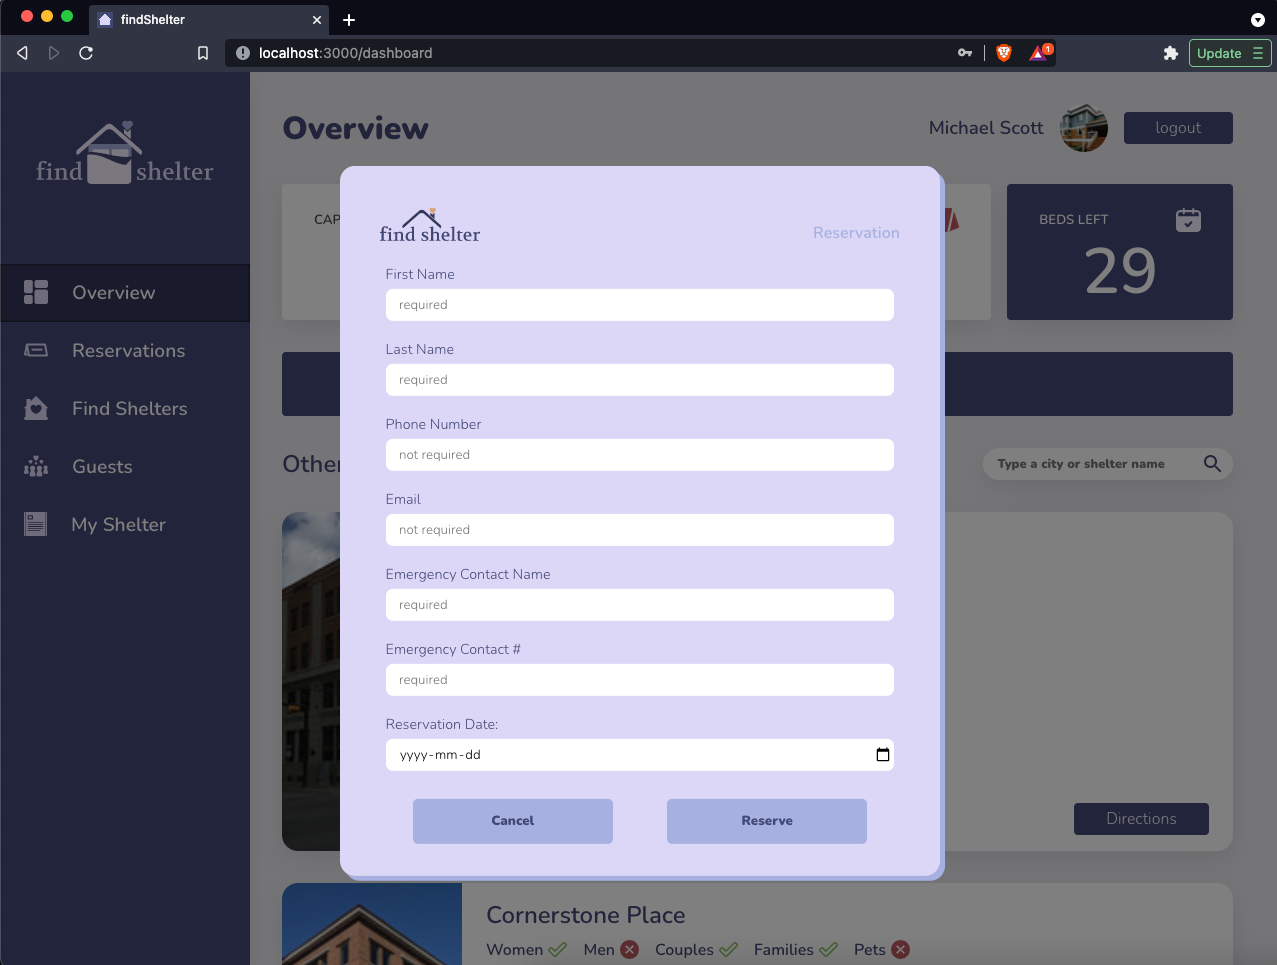 findShelter
localhost:3000/dashboard
1
Update
find shelter
Overview
Reservations
Find Shelters
Guests
My Shelter
Overview
Michael Scott
logout
CAP
BEDS LEFT
29
Other
Type a city or shelter name
find shelter
Reservation
First Name
required
Last Name
required
Phone Number
not required
Email
not required
Emergency Contact Name
required
Emergency Contact #
required
Reservation Date:
yyyy-mm-dd
Cancel
Reserve
Directions
Cornerstone Place
Women Men Couples Families Pets